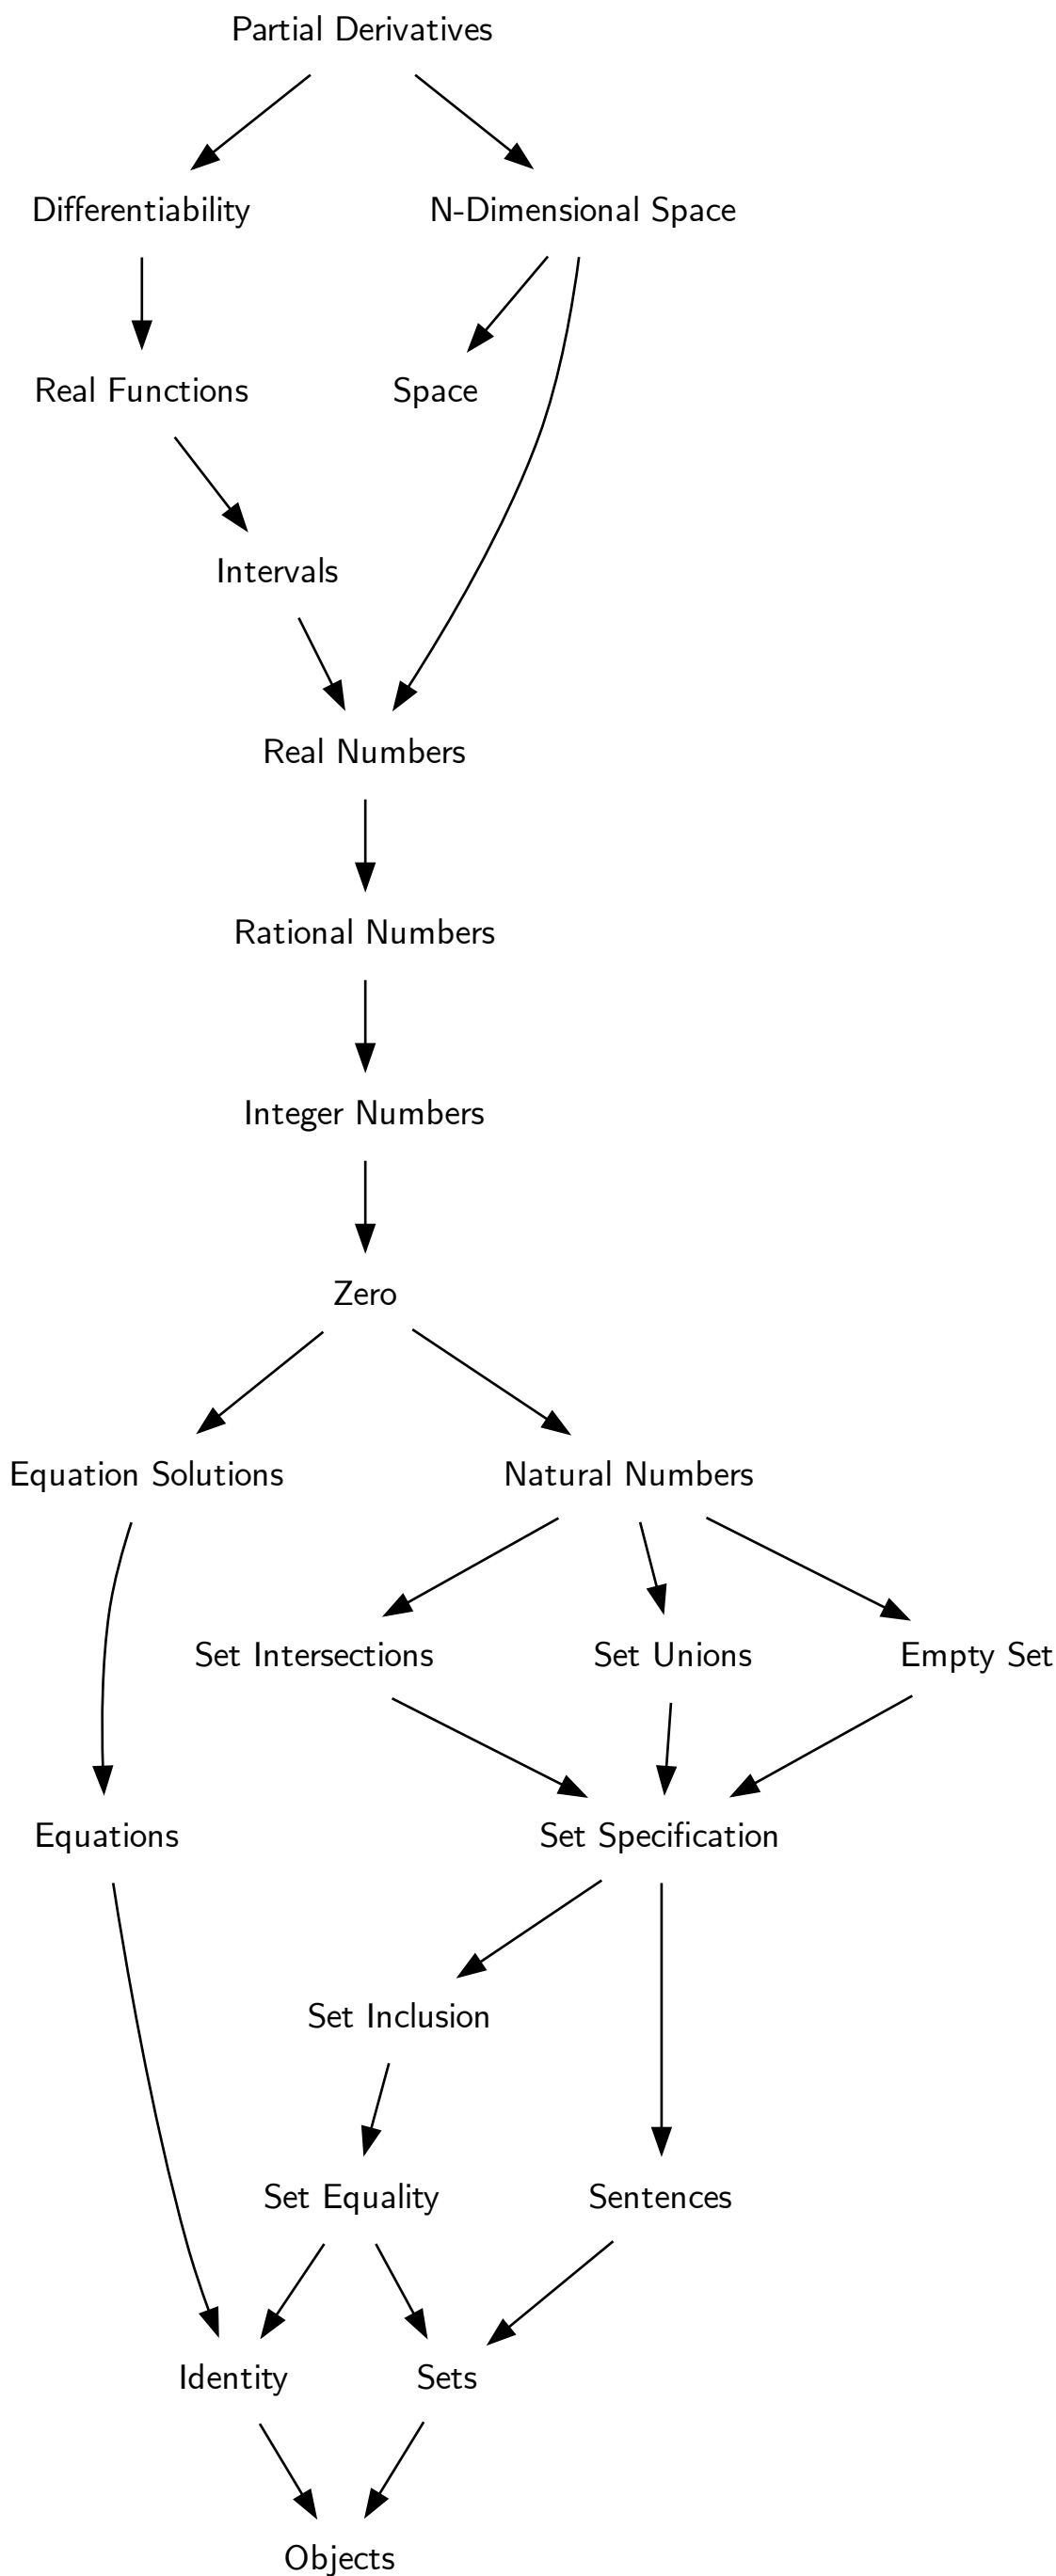 Partial Derivatives
Differentiability
N-Dimensional Space
Real Functions
Space
Intervals
Real Numbers
Rational Numbers
Integer Numbers
Zero
Equation Solutions
Natural Numbers
Set Intersections
Set Unions
Empty Set
Equations
Set Specification
Set Inclusion
Set Equality
Sentences
Identity
Sets
Objects